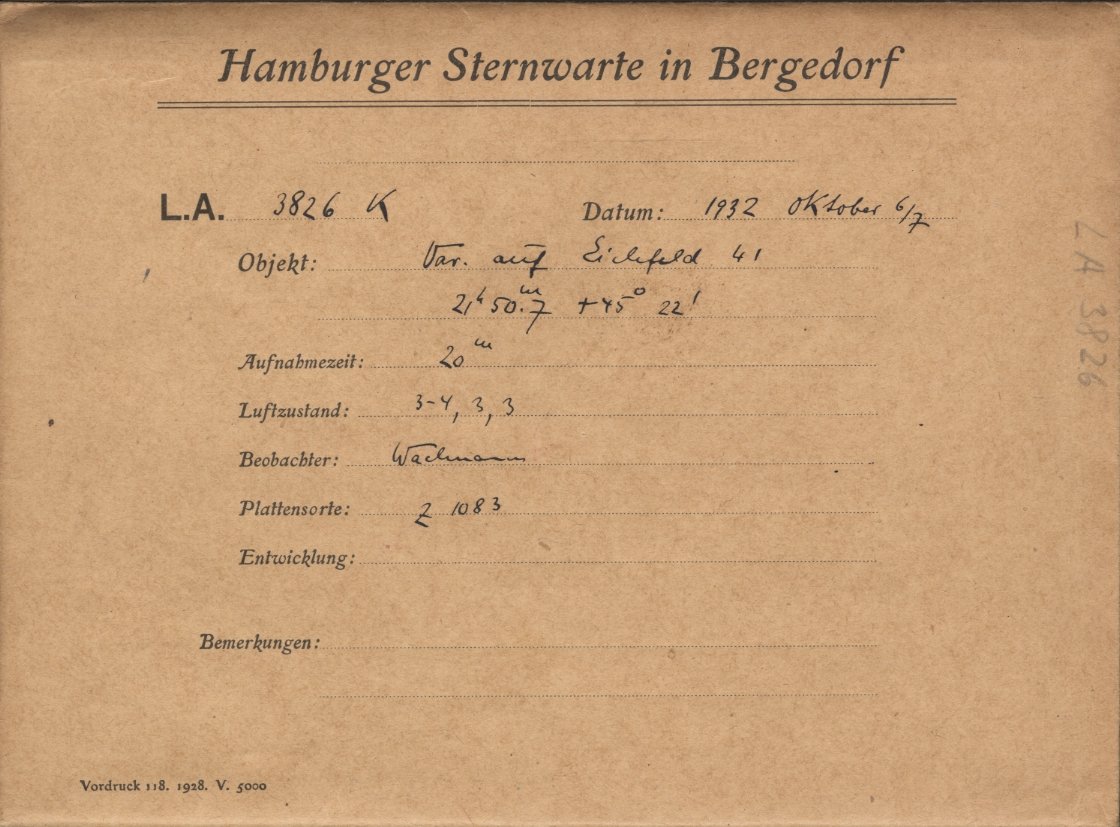 Hamburger Sternwarte in Bergedorf
L.A. 3826 K Datum: 1932 Oktober 6/7
Objekt: Var. auf Eichfeld 41
21h 50.m7 +45° 22'
Aufnahmezeit: 20m
Luftzustand: 3-4, 3, 3
Beobachter: Wachmann
Plattensorte: Z 1083
Entwicklung:
Bemerkungen:
Vordruck 118. 1928. V. 5000
LA 3826